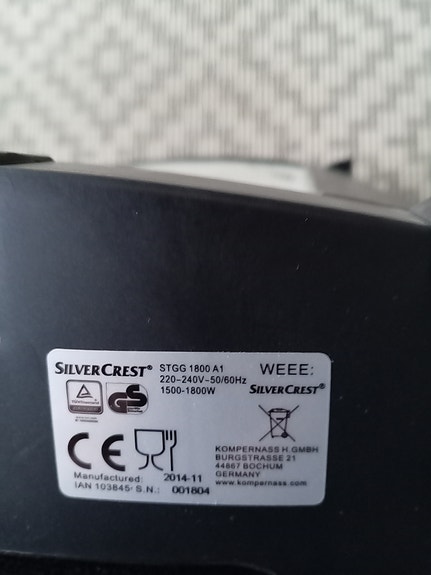 SILVERCREST® STGG 1800 A1 WEEE:
220-240V~50/60Hz SILVERCREST®
1500-1800W
GS
CE
KOMPERNASS H. GMBH
BURGSTRASSE 21
44867 BOCHUM
GERMANY
www.kompernass.com
Manufactured: 2014-11
IAN 103845 S.N.: 001804